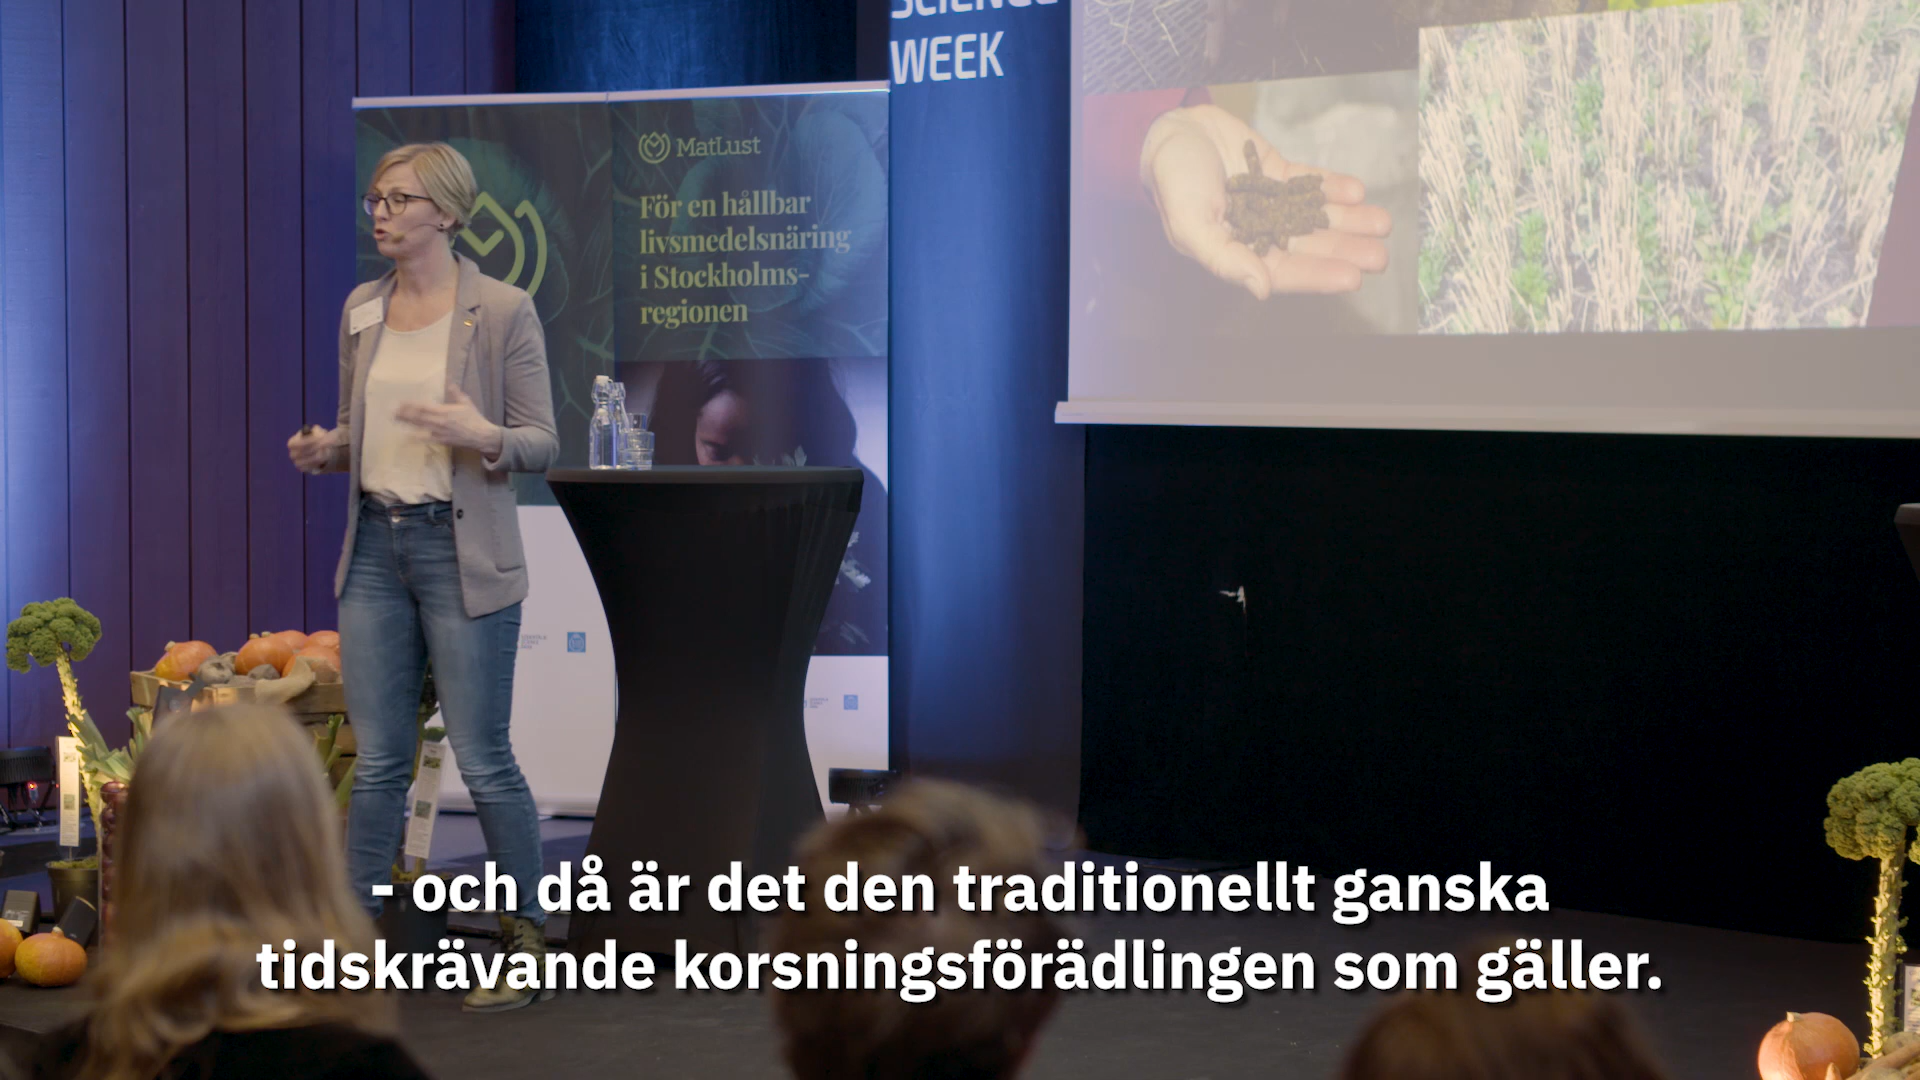 SCIENCE
WEEK
MatLust
För en hållbar
livsmedelsnäring
i Stockholms-
regionen
- och då är det den traditionellt ganska
tidskrävande korsningsförädlingen som gäller.